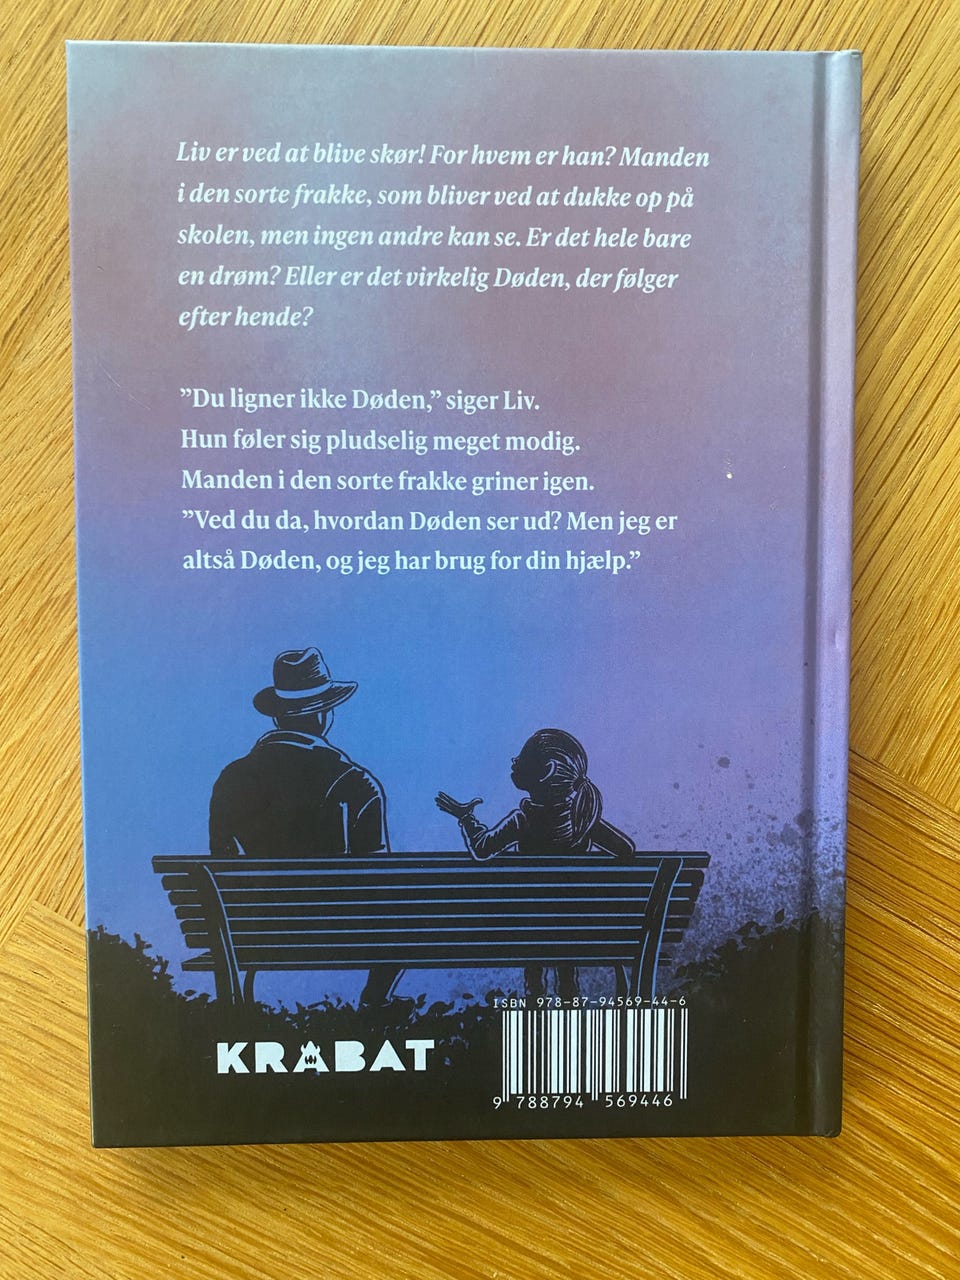 Liv er ved at blive skør! For hvem er han? Manden
i den sorte frakke, som bliver ved at dukke op på
skolen, men ingen andre kan se. Er det hele bare
en drøm? Eller er det virkelig Døden, der følger
efter hende?
”Du ligner ikke Døden,” siger Liv.
Hun føler sig pludselig meget modig.
Manden i den sorte frakke griner igen.
”Ved du da, hvordan Døden ser ud? Men jeg er
altså Døden, og jeg har brug for din hjælp.”
ISBN 978-87-94569-44-6
KRABAT
9 788794 569446